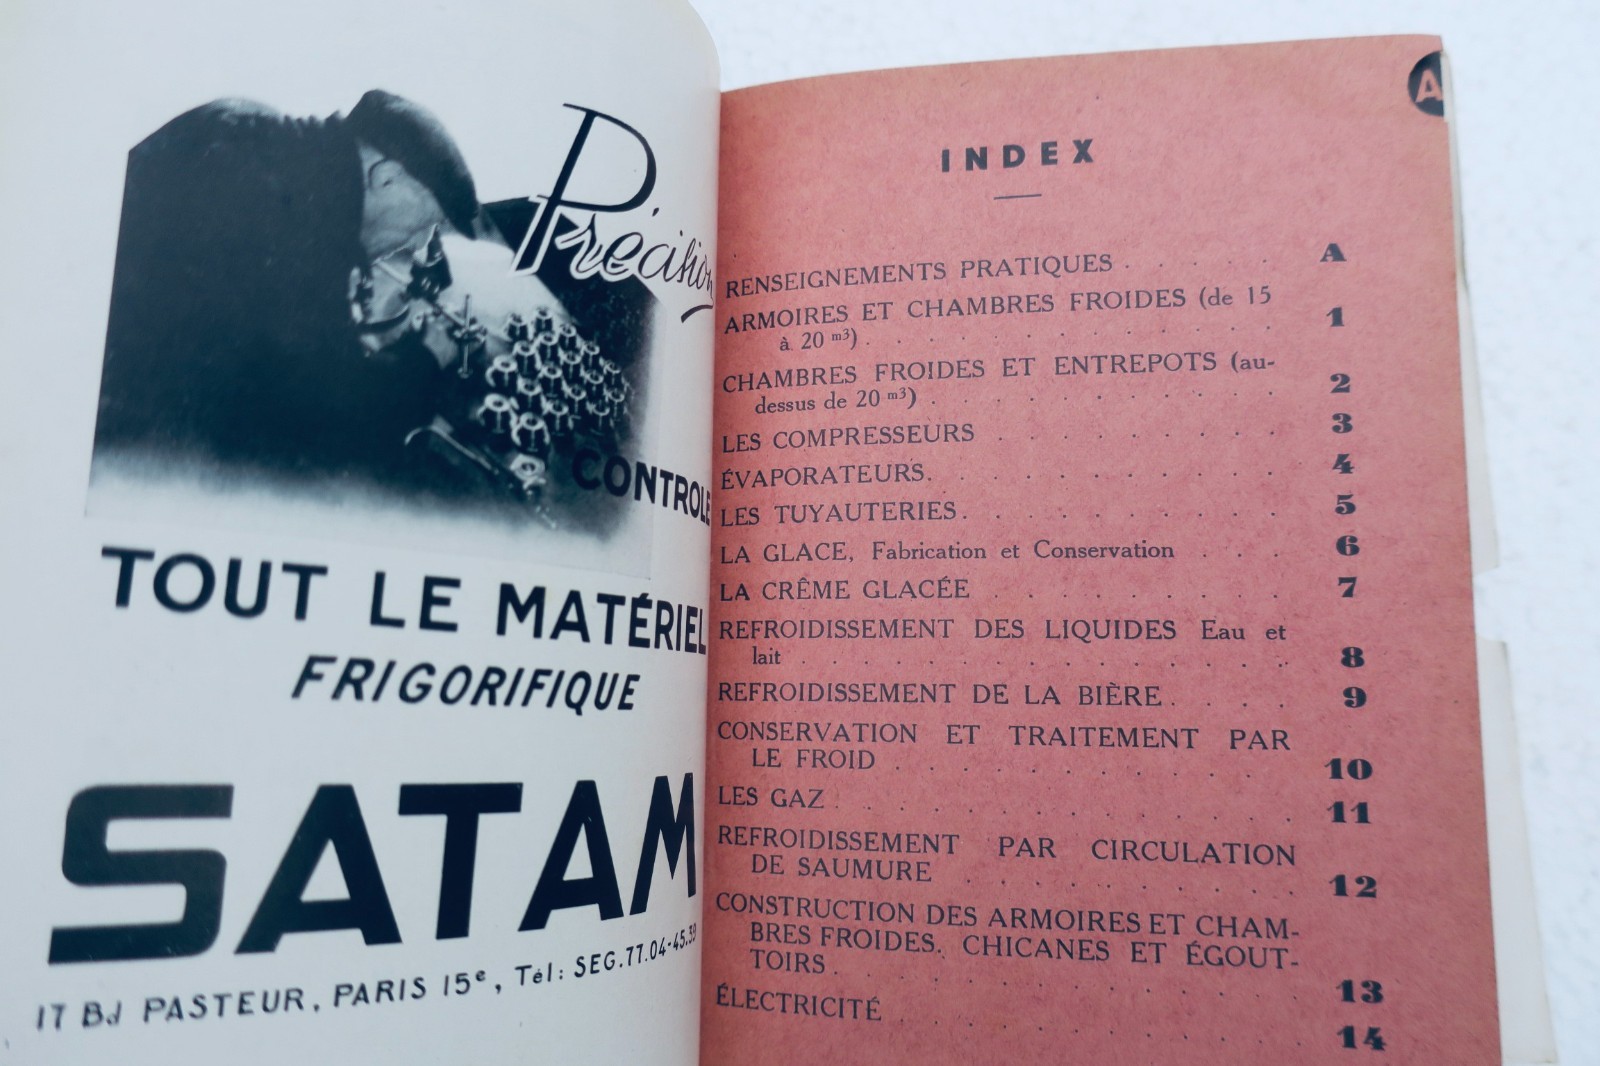 Précision
CONTROLE
TOUT LE MATÉRIEL
FRIGORIFIQUE
SATAM
17 Bd PASTEUR, PARIS 15e, Tél: SEG.77.04-45.39
A
INDEX
RENSEIGNEMENTS PRATIQUES . . . . . A
ARMOIRES ET CHAMBRES FROIDES (de 15
à 20 m3) . . . . . . . . . . . 1
CHAMBRES FROIDES ET ENTREPOTS (au-
dessus de 20 m3) . . . . . . . . . . 2
LES COMPRESSEURS . . . . . . . . . 3
ÉVAPORATEURS. . . . . . . . . . . 4
LES TUYAUTERIES. . . . . . . . . . 5
LA GLACE, Fabrication et Conservation . . . 6
LA CRÊME GLACÉE . . . . . . . . . 7
REFROIDISSEMENT DES LIQUIDES Eau et
lait . . . . . . . . . . . . . . . 8
REFROIDISSEMENT DE LA BIÈRE. . . . . 9
CONSERVATION ET TRAITEMENT PAR
LE FROID . . . . . . . . . . . . 10
LES GAZ . . . . . . . . . . . . . . 11
REFROIDISSEMENT PAR CIRCULATION
DE SAUMURE . . . . . . . . . . . 12
CONSTRUCTION DES ARMOIRES ET CHAM-
BRES FROIDES. CHICANES ET ÉGOUT-
TOIRS . . . . . . . . . . . . . . 13
ÉLECTRICITÉ . . . . . . . . . . . . 14